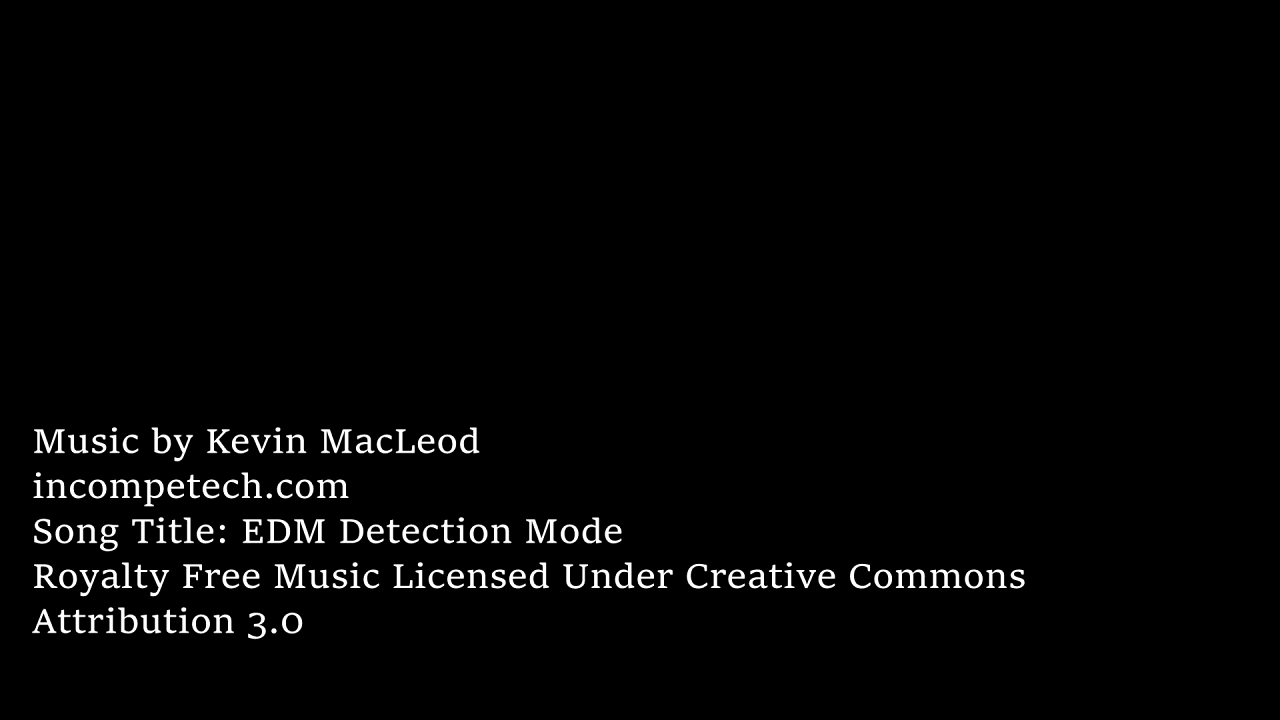 Music by Kevin MacLeod
incompetech.com
Song Title: EDM Detection Mode
Royalty Free Music Licensed Under Creative Commons
Attribution 3.0